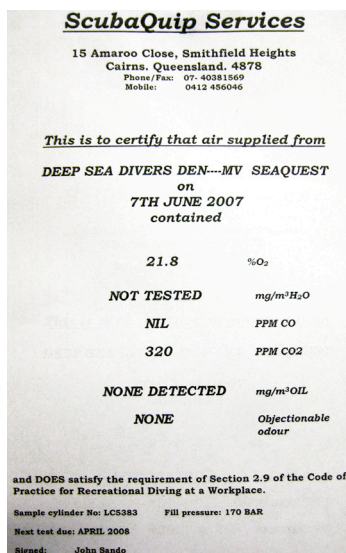 ScubaQuip Services
15 Amaroo Close, Smithfield Heights
Cairns. Queensland. 4878
Phone/Fax: 07- 40381569
Mobile: 0412 456046
This is to certify that air supplied from
DEEP SEA DIVERS DEN----MV SEAQUEST
on
7TH JUNE 2007
contained
21.8 %O₂
NOT TESTED mg/m³H₂O
NIL PPM CO
320 PPM CO2
NONE DETECTED mg/m³OIL
NONE Objectionable
odour
and DOES satisfy the requirement of Section 2.9 of the Code of
Practice for Recreational Diving at a Workplace.
Sample cylinder No: LC5383 Fill pressure: 170 BAR
Next test due: APRIL 2008
Signed: John Sando